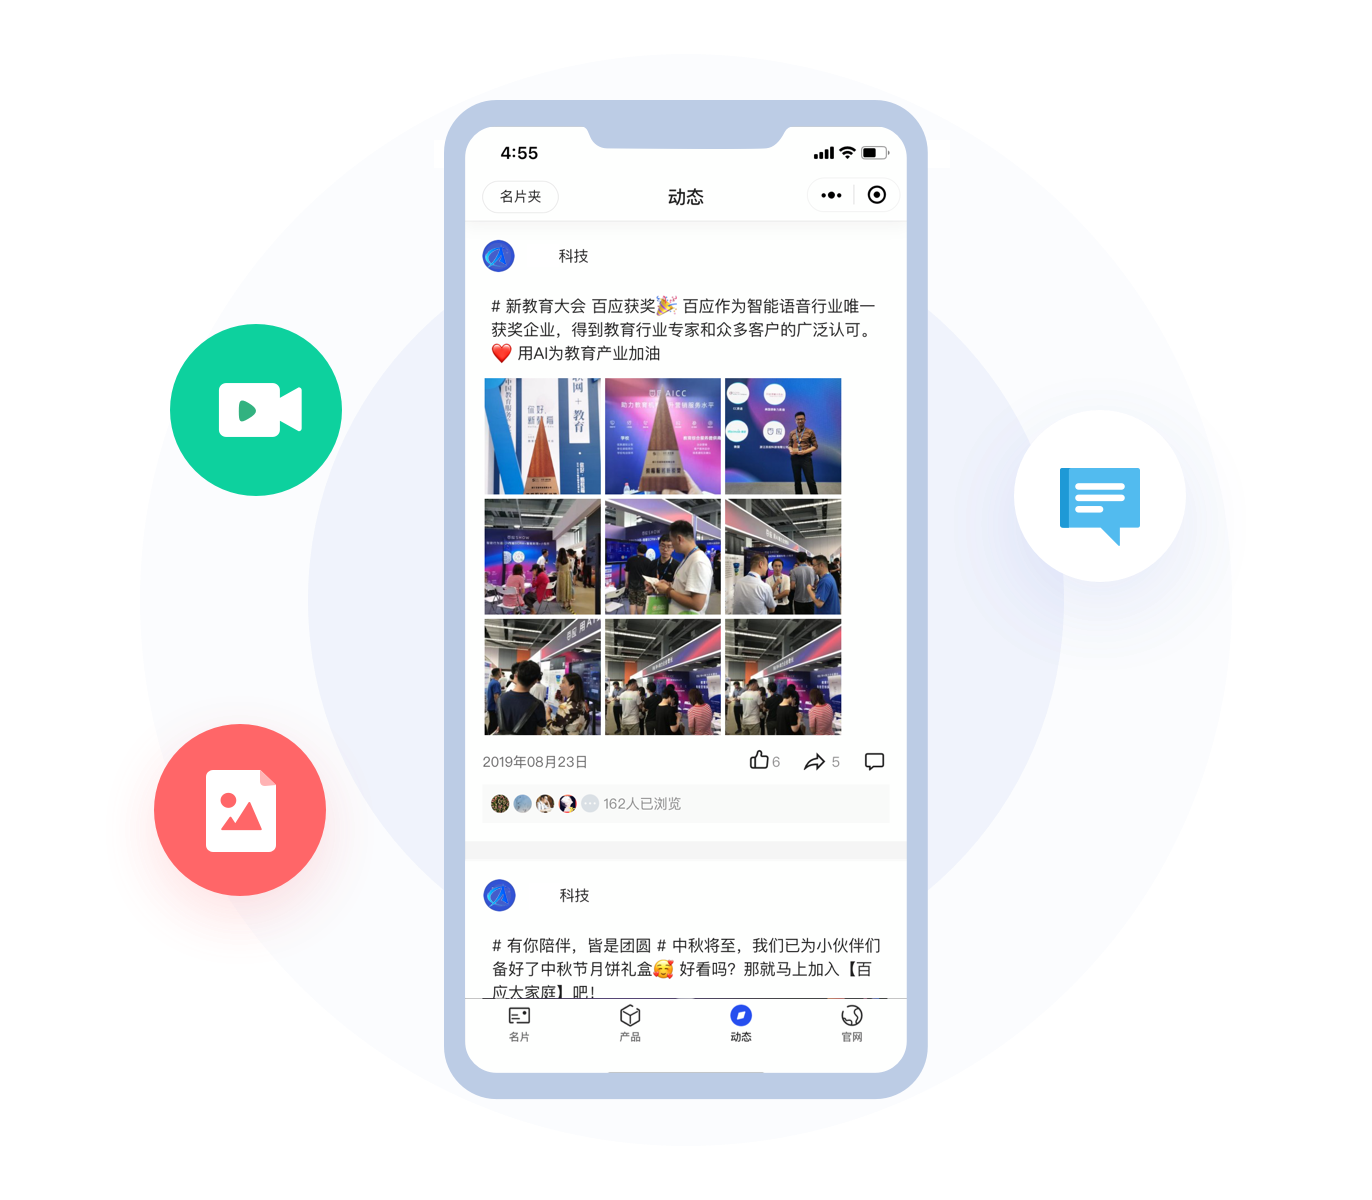 4:55
名片夹
动态
科技
# 新教育大会 百应获奖🎉 百应作为智能语音行业唯一
获奖企业，得到教育行业专家和众多客户的广泛认可。
❤️ 用AI为教育产业加油
2019年08月23日
6
5
162人已浏览
科技
# 有你陪伴，皆是团圆 # 中秋将至，我们已为小伙伴们
备好了中秋节月饼礼盒🥰 好看吗？那就马上加入【百
应大家庭】吧！
名片
产品
动态
官网